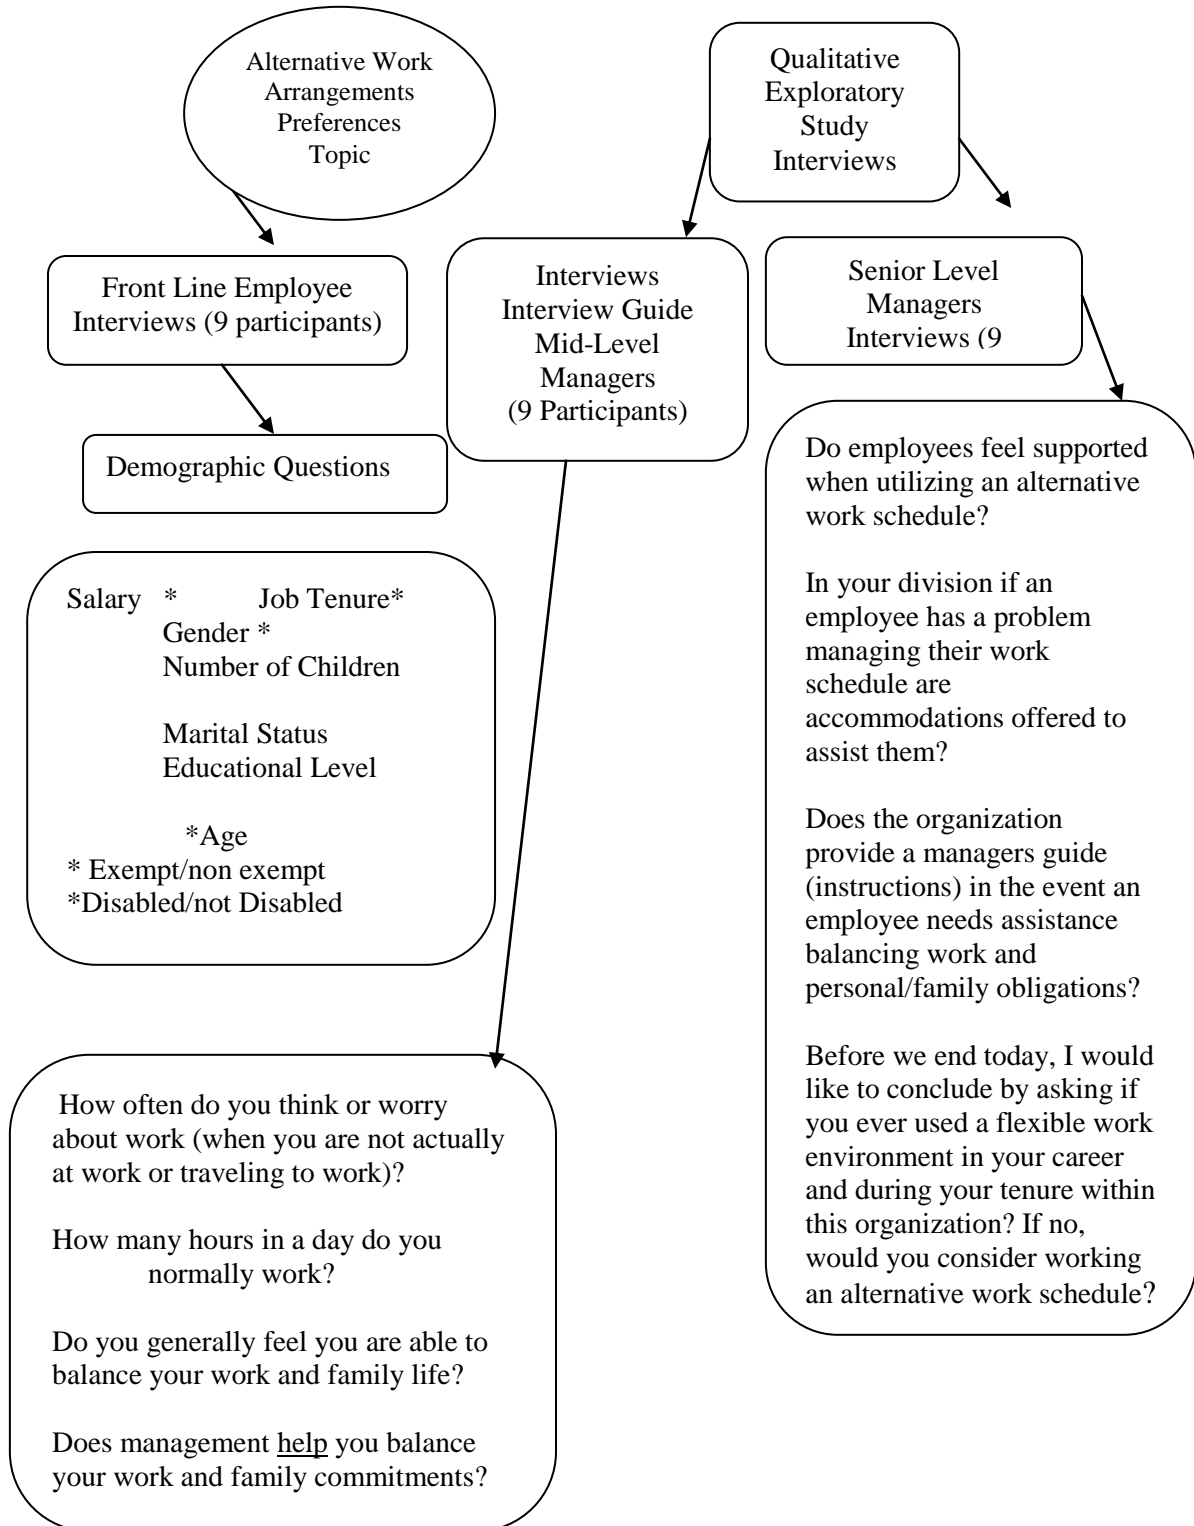 Alternative Work
Arrangements
Preferences
Topic
Qualitative
Exploratory
Study
Interviews
Front Line Employee
Interviews (9 participants)
Interviews
Interview Guide
Mid-Level
Managers
(9 Participants)
Senior Level
Managers
Interviews (9
Demographic Questions
Salary * Job Tenure*
Gender *
Number of Children
Marital Status
Educational Level
*Age
* Exempt/non exempt
*Disabled/not Disabled
Do employees feel supported
when utilizing an alternative
work schedule?
In your division if an
employee has a problem
managing their work
schedule are
accommodations offered to
assist them?
Does the organization
provide a managers guide
(instructions) in the event an
employee needs assistance
balancing work and
personal/family obligations?
Before we end today, I would
like to conclude by asking if
you ever used a flexible work
environment in your career
and during your tenure within
this organization? If no,
would you consider working
an alternative work schedule?
How often do you think or worry
about work (when you are not actually
at work or traveling to work)?
How many hours in a day do you
normally work?
Do you generally feel you are able to
balance your work and family life?
Does management help you balance
your work and family commitments?